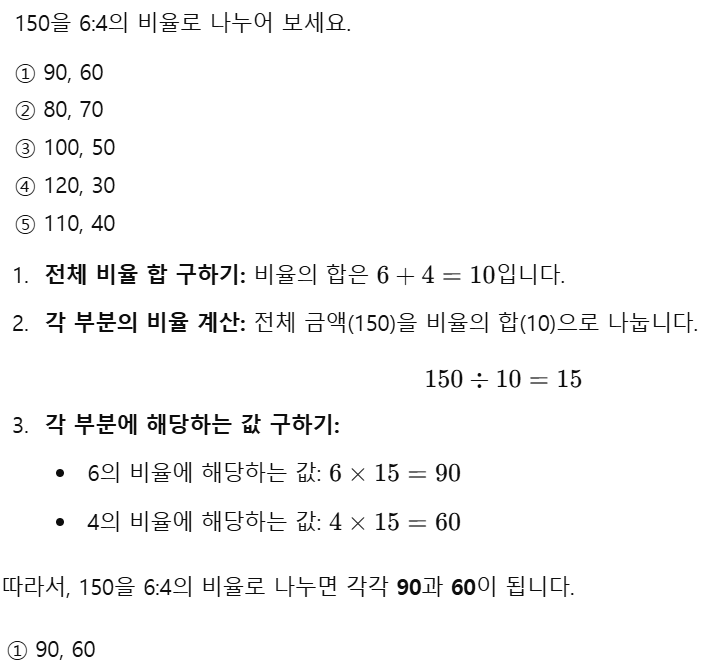 150을 6:4의 비율로 나누어 보세요.
① 90, 60
② 80, 70
③ 100, 50
④ 120, 30
⑤ 110, 40
1. 전체 비율 합 구하기: 비율의 합은 6 + 4 = 10입니다.
2. 각 부분의 비율 계산: 전체 금액(150)을 비율의 합(10)으로 나눕니다.
150 ÷ 10 = 15
3. 각 부분에 해당하는 값 구하기:
• 6의 비율에 해당하는 값: 6 × 15 = 90
• 4의 비율에 해당하는 값: 4 × 15 = 60
따라서, 150을 6:4의 비율로 나누면 각각 90과 60이 됩니다.
① 90, 60